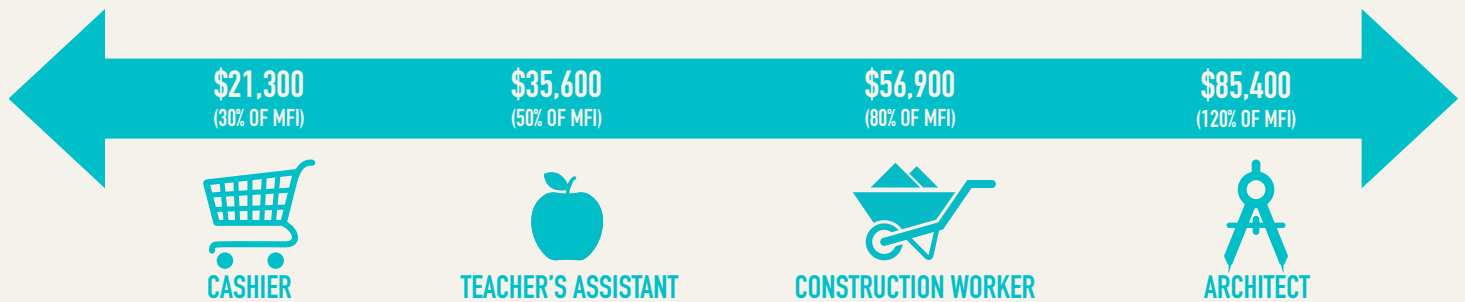 $21,300 $35,600 $56,900 $85,400
(30% OF MFI) (50% OF MFI) (80% OF MFI) (120% OF MFI)
CASHIER TEACHER'S ASSISTANT CONSTRUCTION WORKER ARCHITECT